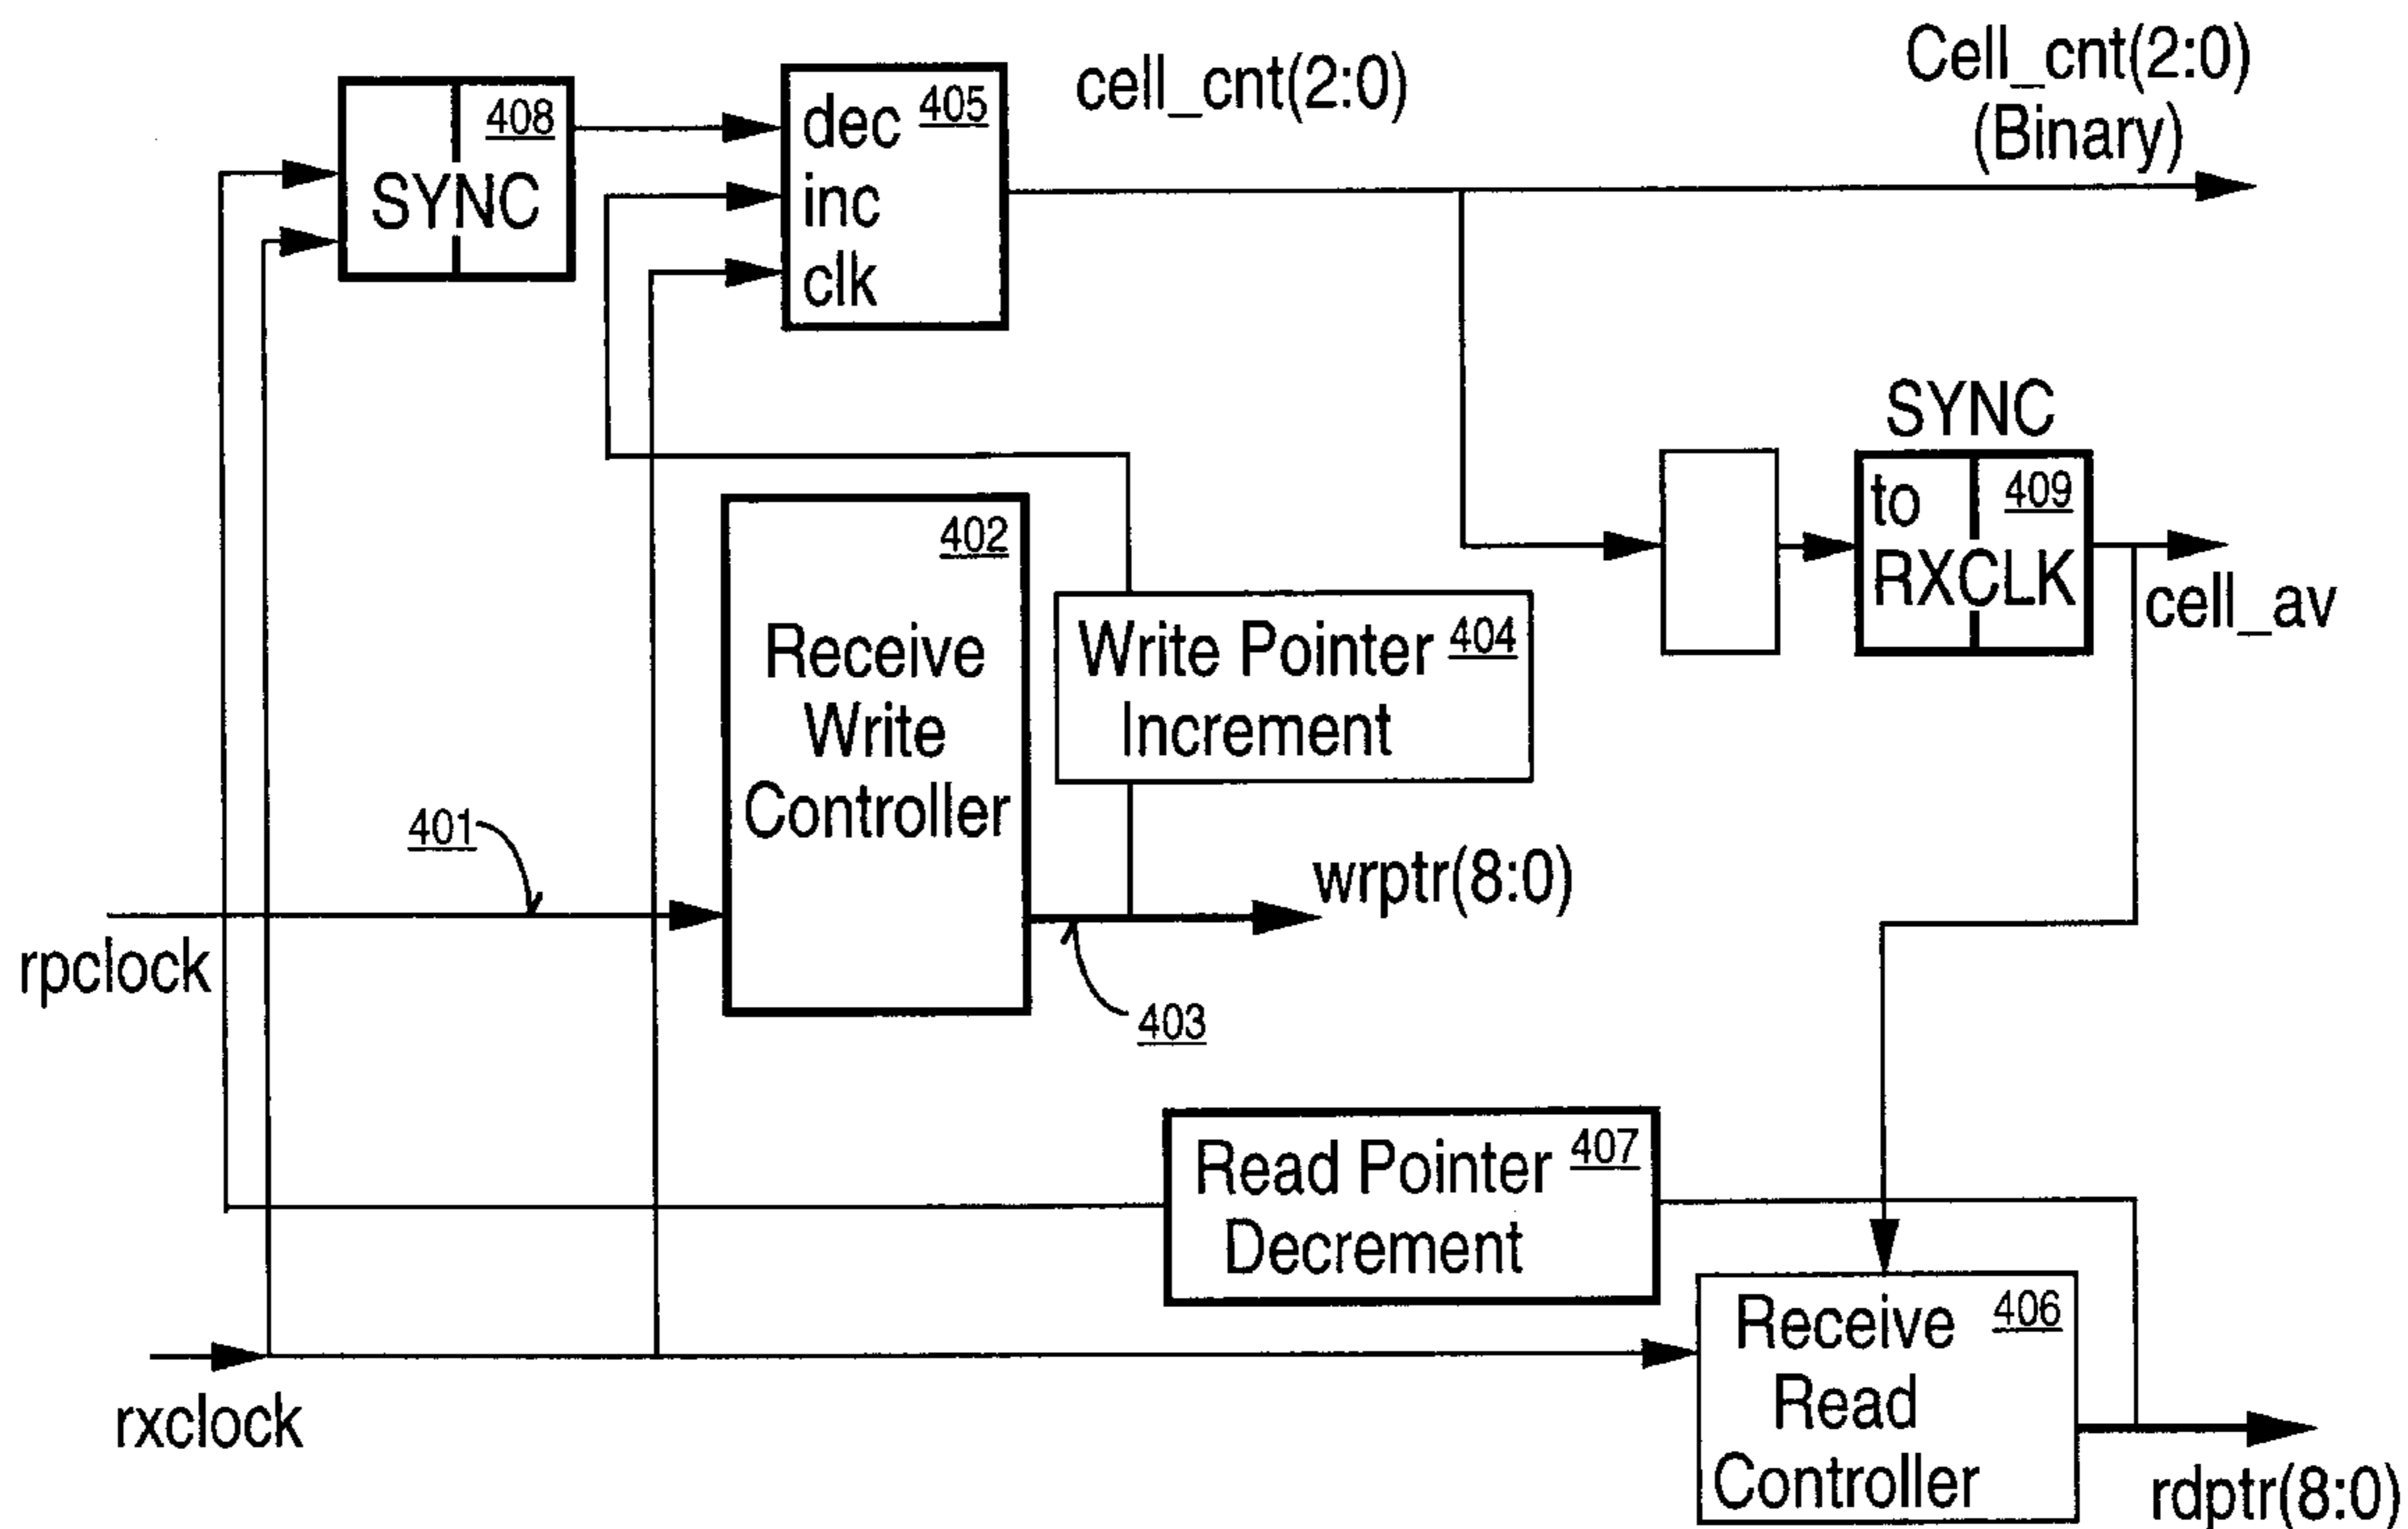 Cell_cnt(2:0)
(Binary)
cell_cnt(2:0)
408
SYNC
dec 405
inc
clk
SYNC
to 409
RXCLK
cell_av
402
Receive
Write
Controller
Write Pointer 404
Increment
401
wrptr(8:0)
rpclock
403
Read Pointer 407
Decrement
Receive 406
Read
Controller
rxclock
rdptr(8:0)